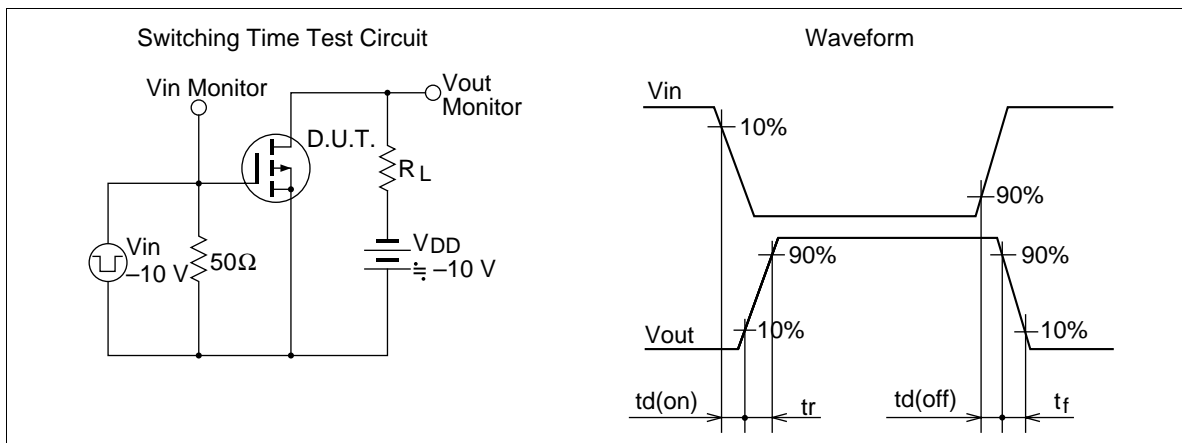 Switching Time Test Circuit
Vin Monitor
Vout
Monitor
D.U.T.
RL
Vin
–10 V
50Ω
VDD
≒ –10 V
Waveform
Vin
10%
90%
90%
90%
Vout
10%
10%
td(on)
tr
td(off)
tf